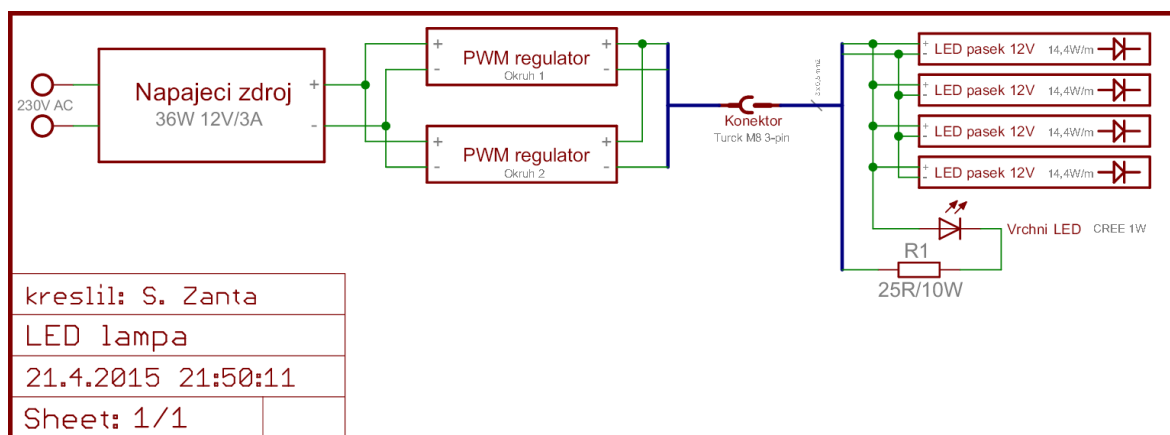 230V AC
Napajeci zdroj
36W 12V/3A
+
-
+ PWM regulator +
- Okruh 1 -
+ PWM regulator +
- Okruh 2 -
Konektor
Turck M8 3-pin
3x0,5mm2
+ LED pasek 12V 14,4W/m
-
+ LED pasek 12V 14,4W/m
-
+ LED pasek 12V 14,4W/m
-
+ LED pasek 12V 14,4W/m
-
Vrchni LED CREE 1W
R1
25R/10W
kreslil: S. Zanta
LED lampa
21.4.2015 21:50:11
Sheet: 1/1